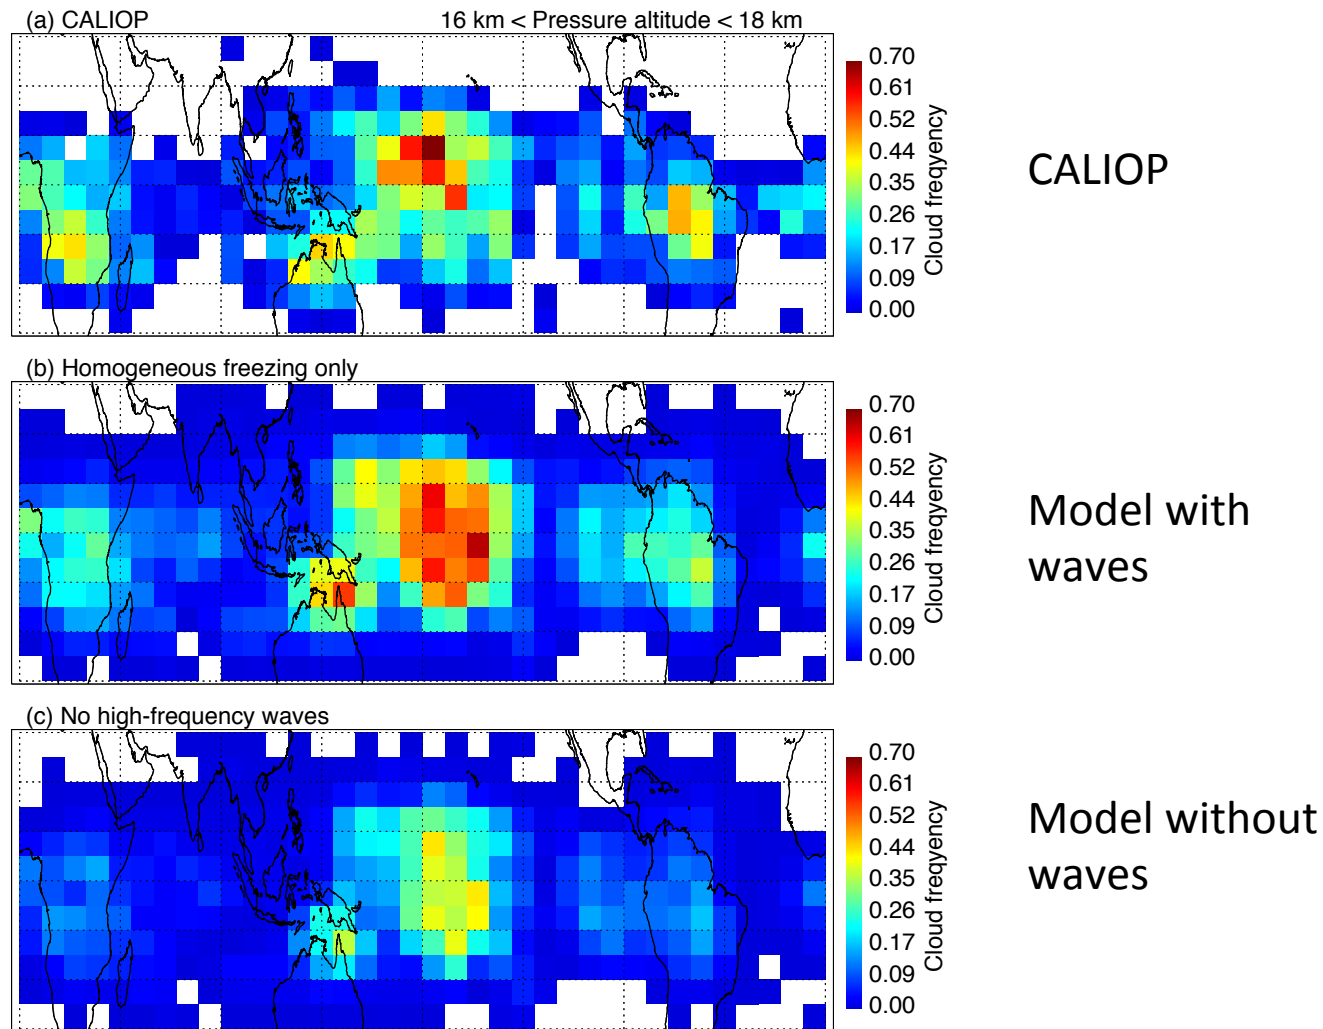 (a) CALIOP 16 km < Pressure altitude < 18 km
0.70
0.61
0.52
0.44
0.35
0.26
0.17
0.09
0.00
Cloud freqyency
CALIOP
(b) Homogeneous freezing only
0.70
0.61
0.52
0.44
0.35
0.26
0.17
0.09
0.00
Cloud freqyency
Model with
waves
(c) No high-frequency waves
0.70
0.61
0.52
0.44
0.35
0.26
0.17
0.09
0.00
Cloud freqyency
Model without
waves